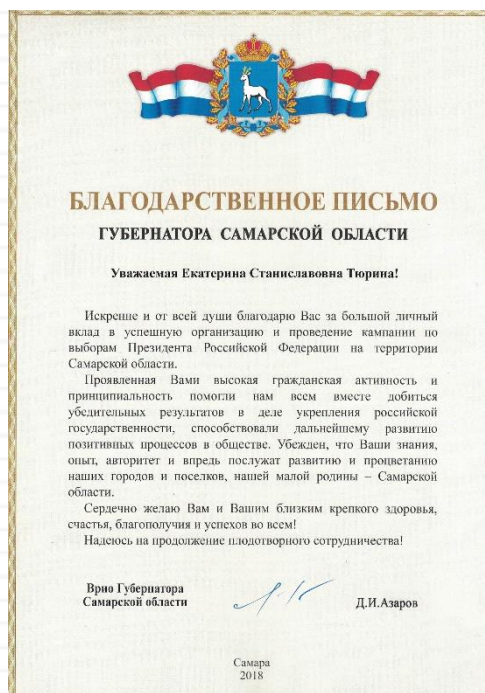 БЛАГОДАРСТВЕННОЕ ПИСЬМО
ГУБЕРНАТОРА САМАРСКОЙ ОБЛАСТИ
Уважаемая Екатерина Станиславовна Тюрина!
Искренне и от всей души благодарю Вас за большой личный
вклад в успешную организацию и проведение кампании по
выборам Президента Российской Федерации на территории
Самарской области.
Проявленная Вами высокая гражданская активность и
принципиальность помогли нам всем вместе добиться
убедительных результатов в деле укрепления российской
государственности, способствовали дальнейшему развитию
позитивных процессов в обществе. Убежден, что Ваши знания,
опыт, авторитет и впредь послужат развитию и процветанию
наших городов и поселков, нашей малой родины – Самарской
области.
Сердечно желаю Вам и Вашим близким крепкого здоровья,
счастья, благополучия и успехов во всем!
Надеюсь на продолжение плодотворного сотрудничества!
Врио Губернатора
Самарской области
Д.И.Азаров
Самара
2018